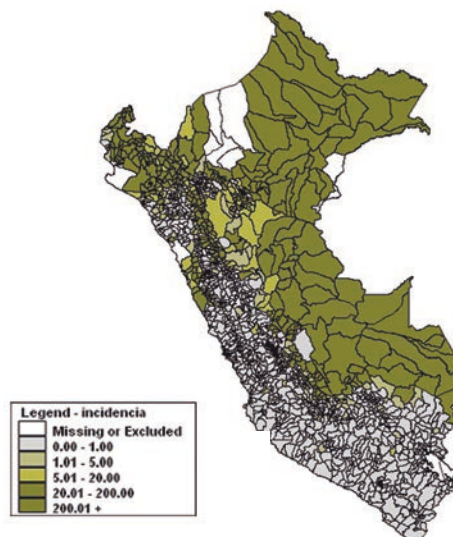 Legend - incidencia
Missing or Excluded
0.00 - 1.00
1.01 - 5.00
5.01 - 20.00
20.01 - 200.00
200.01 +